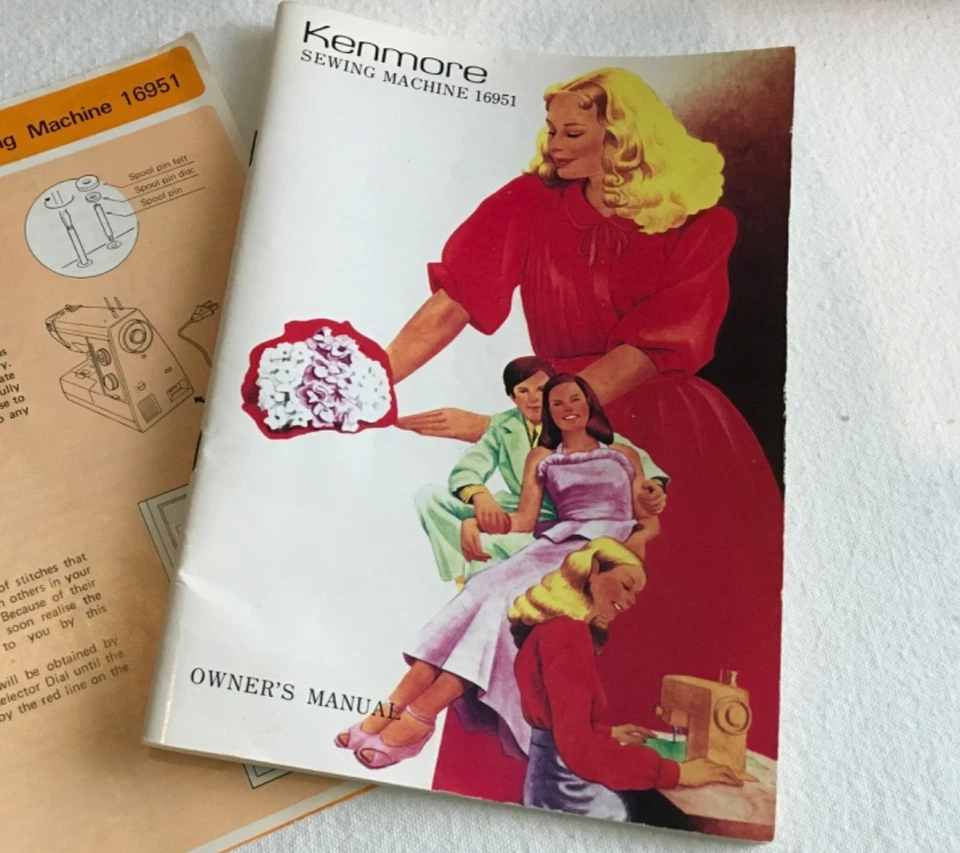 Kenmore
SEWING MACHINE 16951
OWNER'S MANUAL
Machine 16951
Spool pin felt
Spool pin disc
Spool pin
of stitches that
others in your
Because of their
soon realise the
to you by this
will be obtained by
Dial until the
by the red line on the